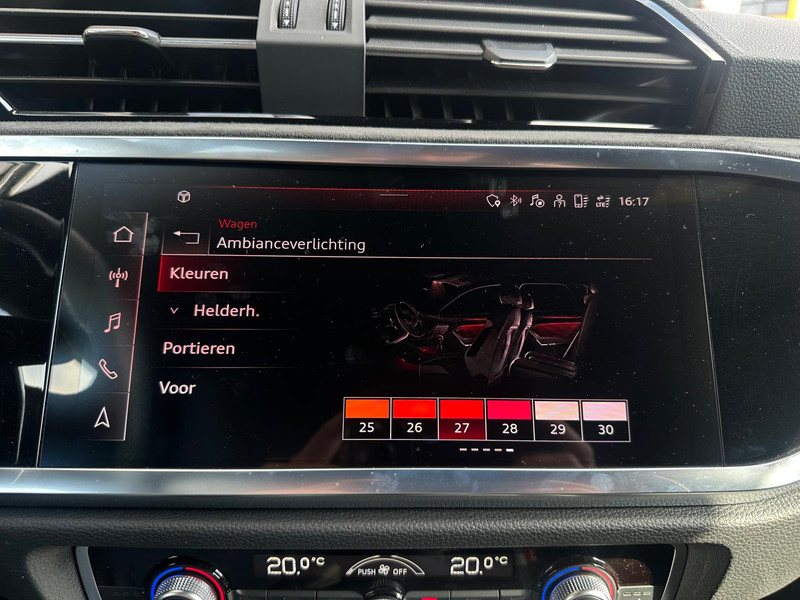 LTE 16:17
Wagen
Ambianceverlichting
Kleuren
Helderh.
Portieren
Voor
25 26 27 28 29 30
20,0°C PUSH OFF 20,0°C